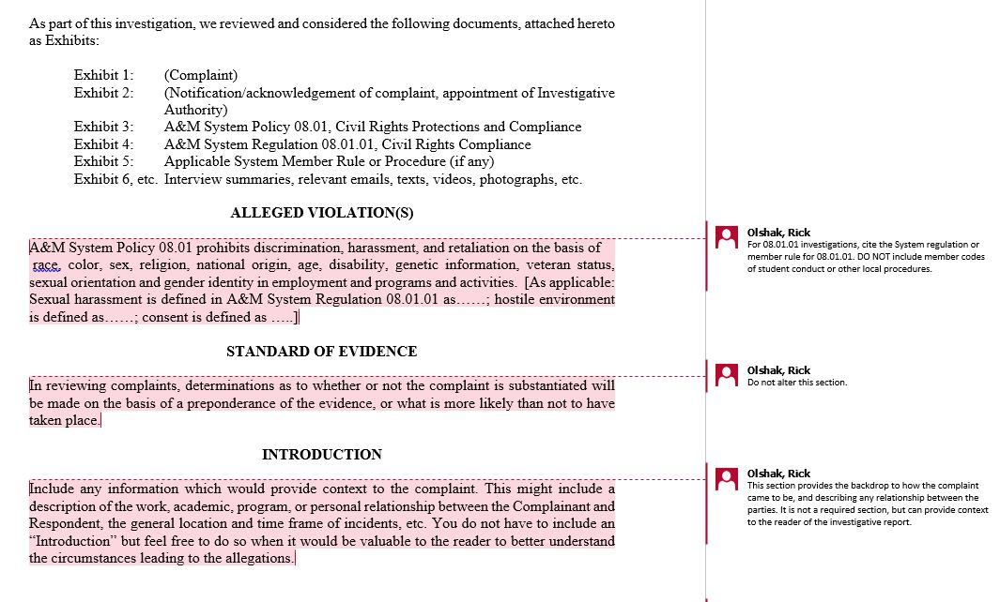 As part of this investigation, we reviewed and considered the following documents, attached hereto
as Exhibits:
Exhibit 1: (Complaint)
Exhibit 2: (Notification/acknowledgement of complaint, appointment of Investigative
Authority)
Exhibit 3: A&M System Policy 08.01, Civil Rights Protections and Compliance
Exhibit 4: A&M System Regulation 08.01.01, Civil Rights Compliance
Exhibit 5: Applicable System Member Rule or Procedure (if any)
Exhibit 6, etc. Interview summaries, relevant emails, texts, videos, photographs, etc.
ALLEGED VIOLATION(S)
A&M System Policy 08.01 prohibits discrimination, harassment, and retaliation on the basis of
race, color, sex, religion, national origin, age, disability, genetic information, veteran status,
sexual orientation and gender identity in employment and programs and activities. [As applicable:
Sexual harassment is defined in A&M System Regulation 08.01.01 as……; hostile environment
is defined as……; consent is defined as …..]
Olshak, Rick
For 08.01.01 investigations, cite the System regulation or
member rule for 08.01.01. DO NOT include member codes
of student conduct or other local procedures.
STANDARD OF EVIDENCE
In reviewing complaints, determinations as to whether or not the complaint is substantiated will
be made on the basis of a preponderance of the evidence, or what is more likely than not to have
taken place.
Olshak, Rick
Do not alter this section.
INTRODUCTION
Include any information which would provide context to the complaint. This might include a
description of the work, academic, program, or personal relationship between the Complainant and
Respondent, the general location and time frame of incidents, etc. You do not have to include an
“Introduction” but feel free to do so when it would be valuable to the reader to better understand
the circumstances leading to the allegations.
Olshak, Rick
This section provides the backdrop to how the complaint
came to be, and describing any relationship between the
parties. It is not a required section, but can provide context
to the reader of the investigative report.